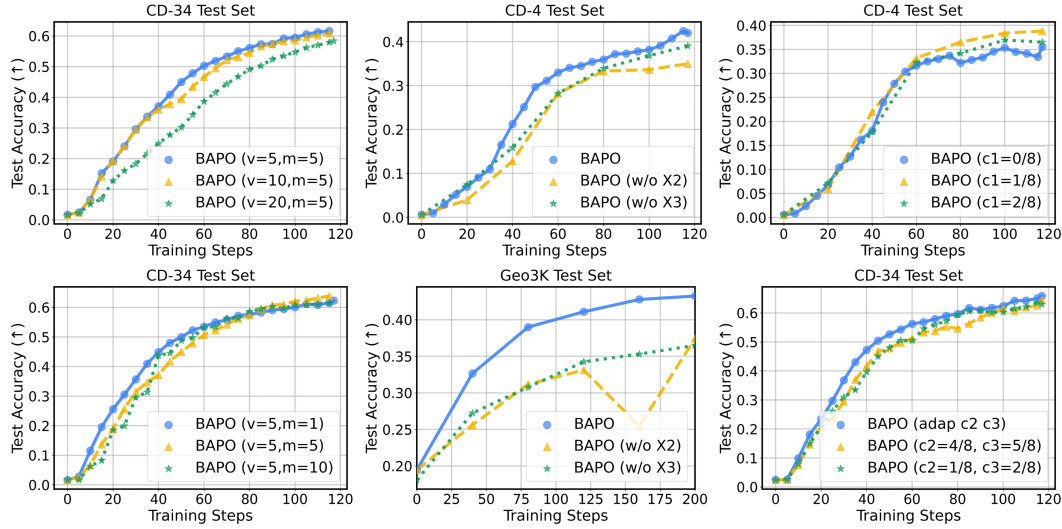 CD-34 Test Set
Test Accuracy (↑)
0.6
0.5
0.4
0.3
0.2
0.1
0.0
BAPO (v=5,m=5)
BAPO (v=10,m=5)
BAPO (v=20,m=5)
0 20 40 60 80 100 120
Training Steps
CD-4 Test Set
Test Accuracy (↑)
0.4
0.3
0.2
0.1
0.0
BAPO
BAPO (w/o X2)
BAPO (w/o X3)
0 20 40 60 80 100 120
Training Steps
CD-4 Test Set
Test Accuracy (↑)
0.40
0.35
0.30
0.25
0.20
0.15
0.10
0.05
0.00
BAPO (c1=0/8)
BAPO (c1=1/8)
BAPO (c1=2/8)
0 20 40 60 80 100 120
Training Steps
CD-34 Test Set
Test Accuracy (↑)
0.6
0.5
0.4
0.3
0.2
0.1
0.0
BAPO (v=5,m=1)
BAPO (v=5,m=5)
BAPO (v=5,m=10)
0 20 40 60 80 100 120
Training Steps
Geo3K Test Set
Test Accuracy (↑)
0.40
0.35
0.30
0.25
0.20
BAPO
BAPO (w/o X2)
BAPO (w/o X3)
0 25 50 75 100 125 150 175 200
Training Steps
CD-34 Test Set
Test Accuracy (↑)
0.6
0.5
0.4
0.3
0.2
0.1
0.0
BAPO (adap c2 c3)
BAPO (c2=4/8, c3=5/8)
BAPO (c2=1/8, c3=2/8)
0 20 40 60 80 100 120
Training Steps